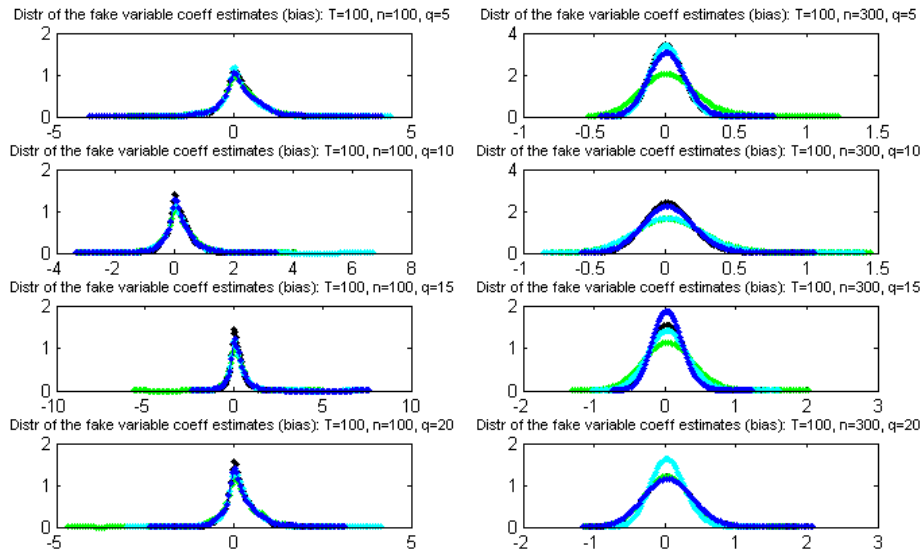 Distr of the fake variable coeff estimates (bias): T=100, n=100, q=5
2
1
0
-5 0 5
Distr of the fake variable coeff estimates (bias): T=100, n=300, q=5
4
2
0
-1 -0.5 0 0.5 1 1.5
Distr of the fake variable coeff estimates (bias): T=100, n=100, q=10
2
1
0
-4 -2 0 2 4 6 8
Distr of the fake variable coeff estimates (bias): T=100, n=300, q=10
4
2
0
-1 -0.5 0 0.5 1 1.5
Distr of the fake variable coeff estimates (bias): T=100, n=100, q=15
2
1
0
-10 -5 0 5 10
Distr of the fake variable coeff estimates (bias): T=100, n=300, q=15
2
1
0
-2 -1 0 1 2 3
Distr of the fake variable coeff estimates (bias): T=100, n=100, q=20
2
1
0
-5 0 5
Distr of the fake variable coeff estimates (bias): T=100, n=300, q=20
2
1
0
-2 -1 0 1 2 3